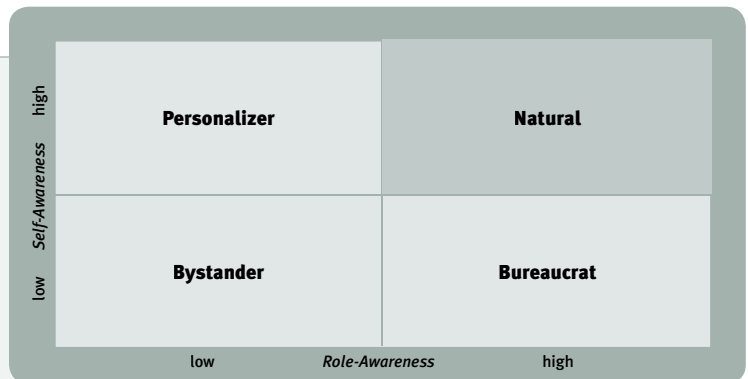 high
Self-Awareness
low
Personalizer
Natural
Bystander
Bureaucrat
low
Role-Awareness
high